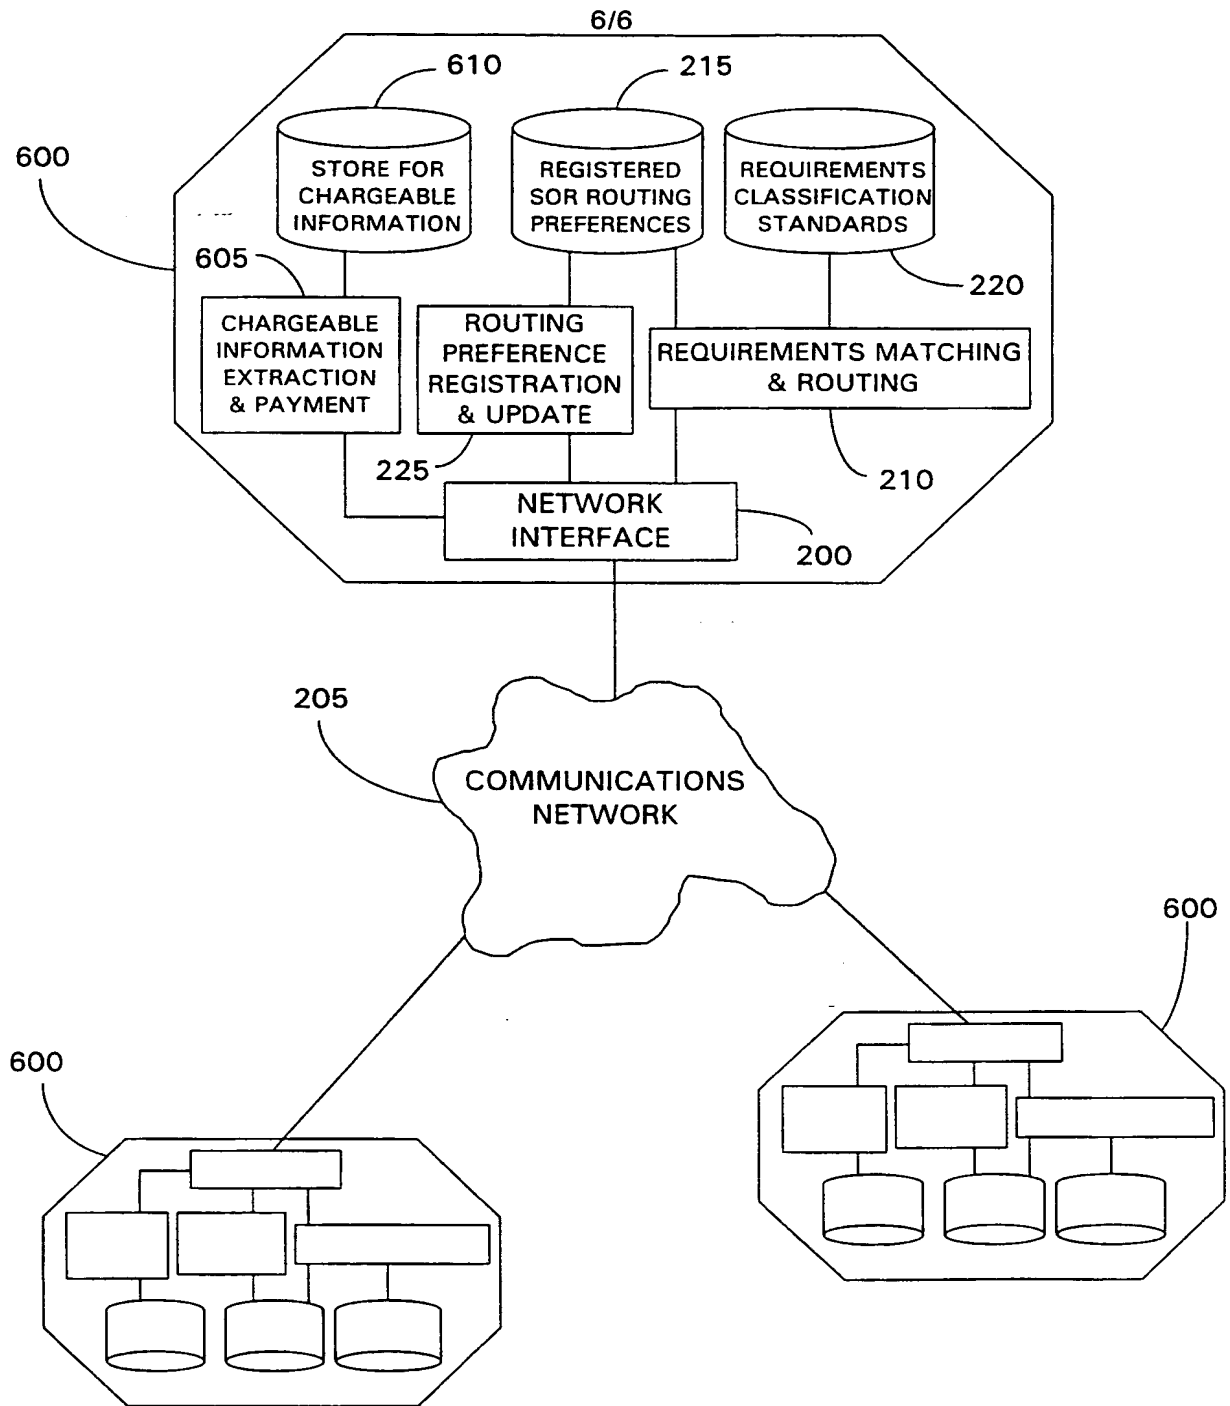 6/6
610
215
600
STORE FOR
CHARGEABLE
INFORMATION
REGISTERED
SOR ROUTING
PREFERENCES
REQUIREMENTS
CLASSIFICATION
STANDARDS
605
220
CHARGEABLE
INFORMATION
EXTRACTION
& PAYMENT
ROUTING
PREFERENCE
REGISTRATION
& UPDATE
REQUIREMENTS MATCHING
& ROUTING
225
210
NETWORK
INTERFACE
200
205
COMMUNICATIONS
NETWORK
600
600